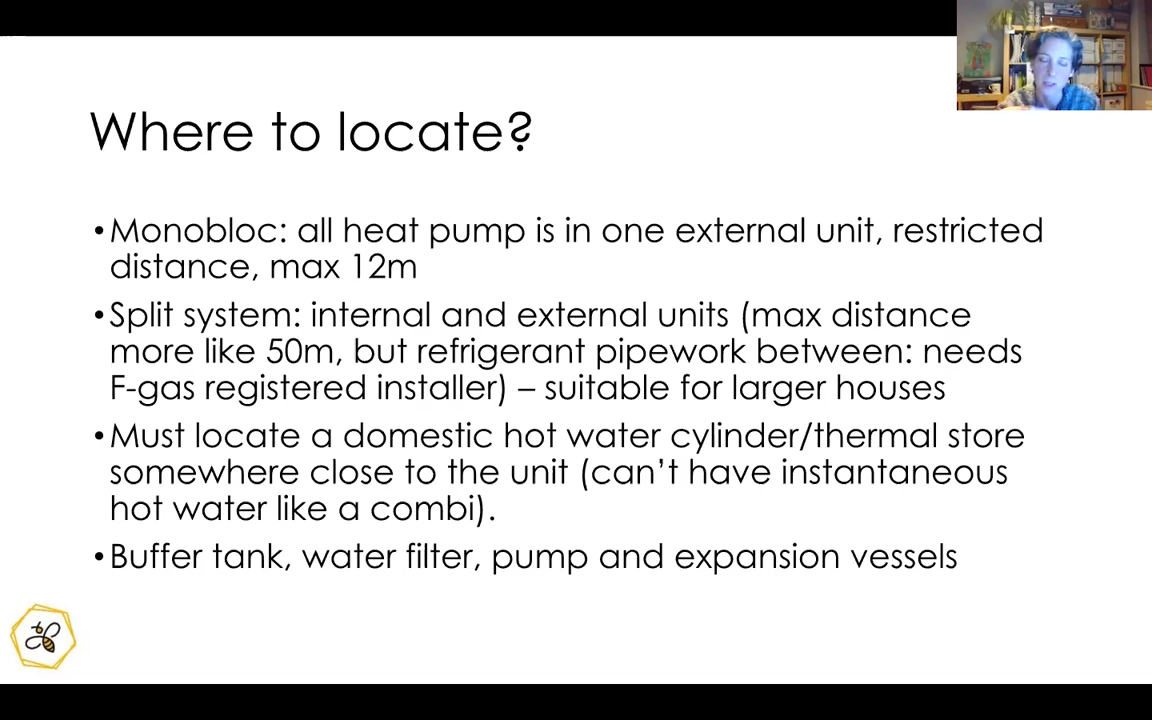 Where to locate?
•Monobloc: all heat pump is in one external unit, restricted
distance, max 12m
•Split system: internal and external units (max distance
more like 50m, but refrigerant pipework between: needs
F-gas registered installer) – suitable for larger houses
•Must locate a domestic hot water cylinder/thermal store
somewhere close to the unit (can’t have instantaneous
hot water like a combi).
•Buffer tank, water filter, pump and expansion vessels